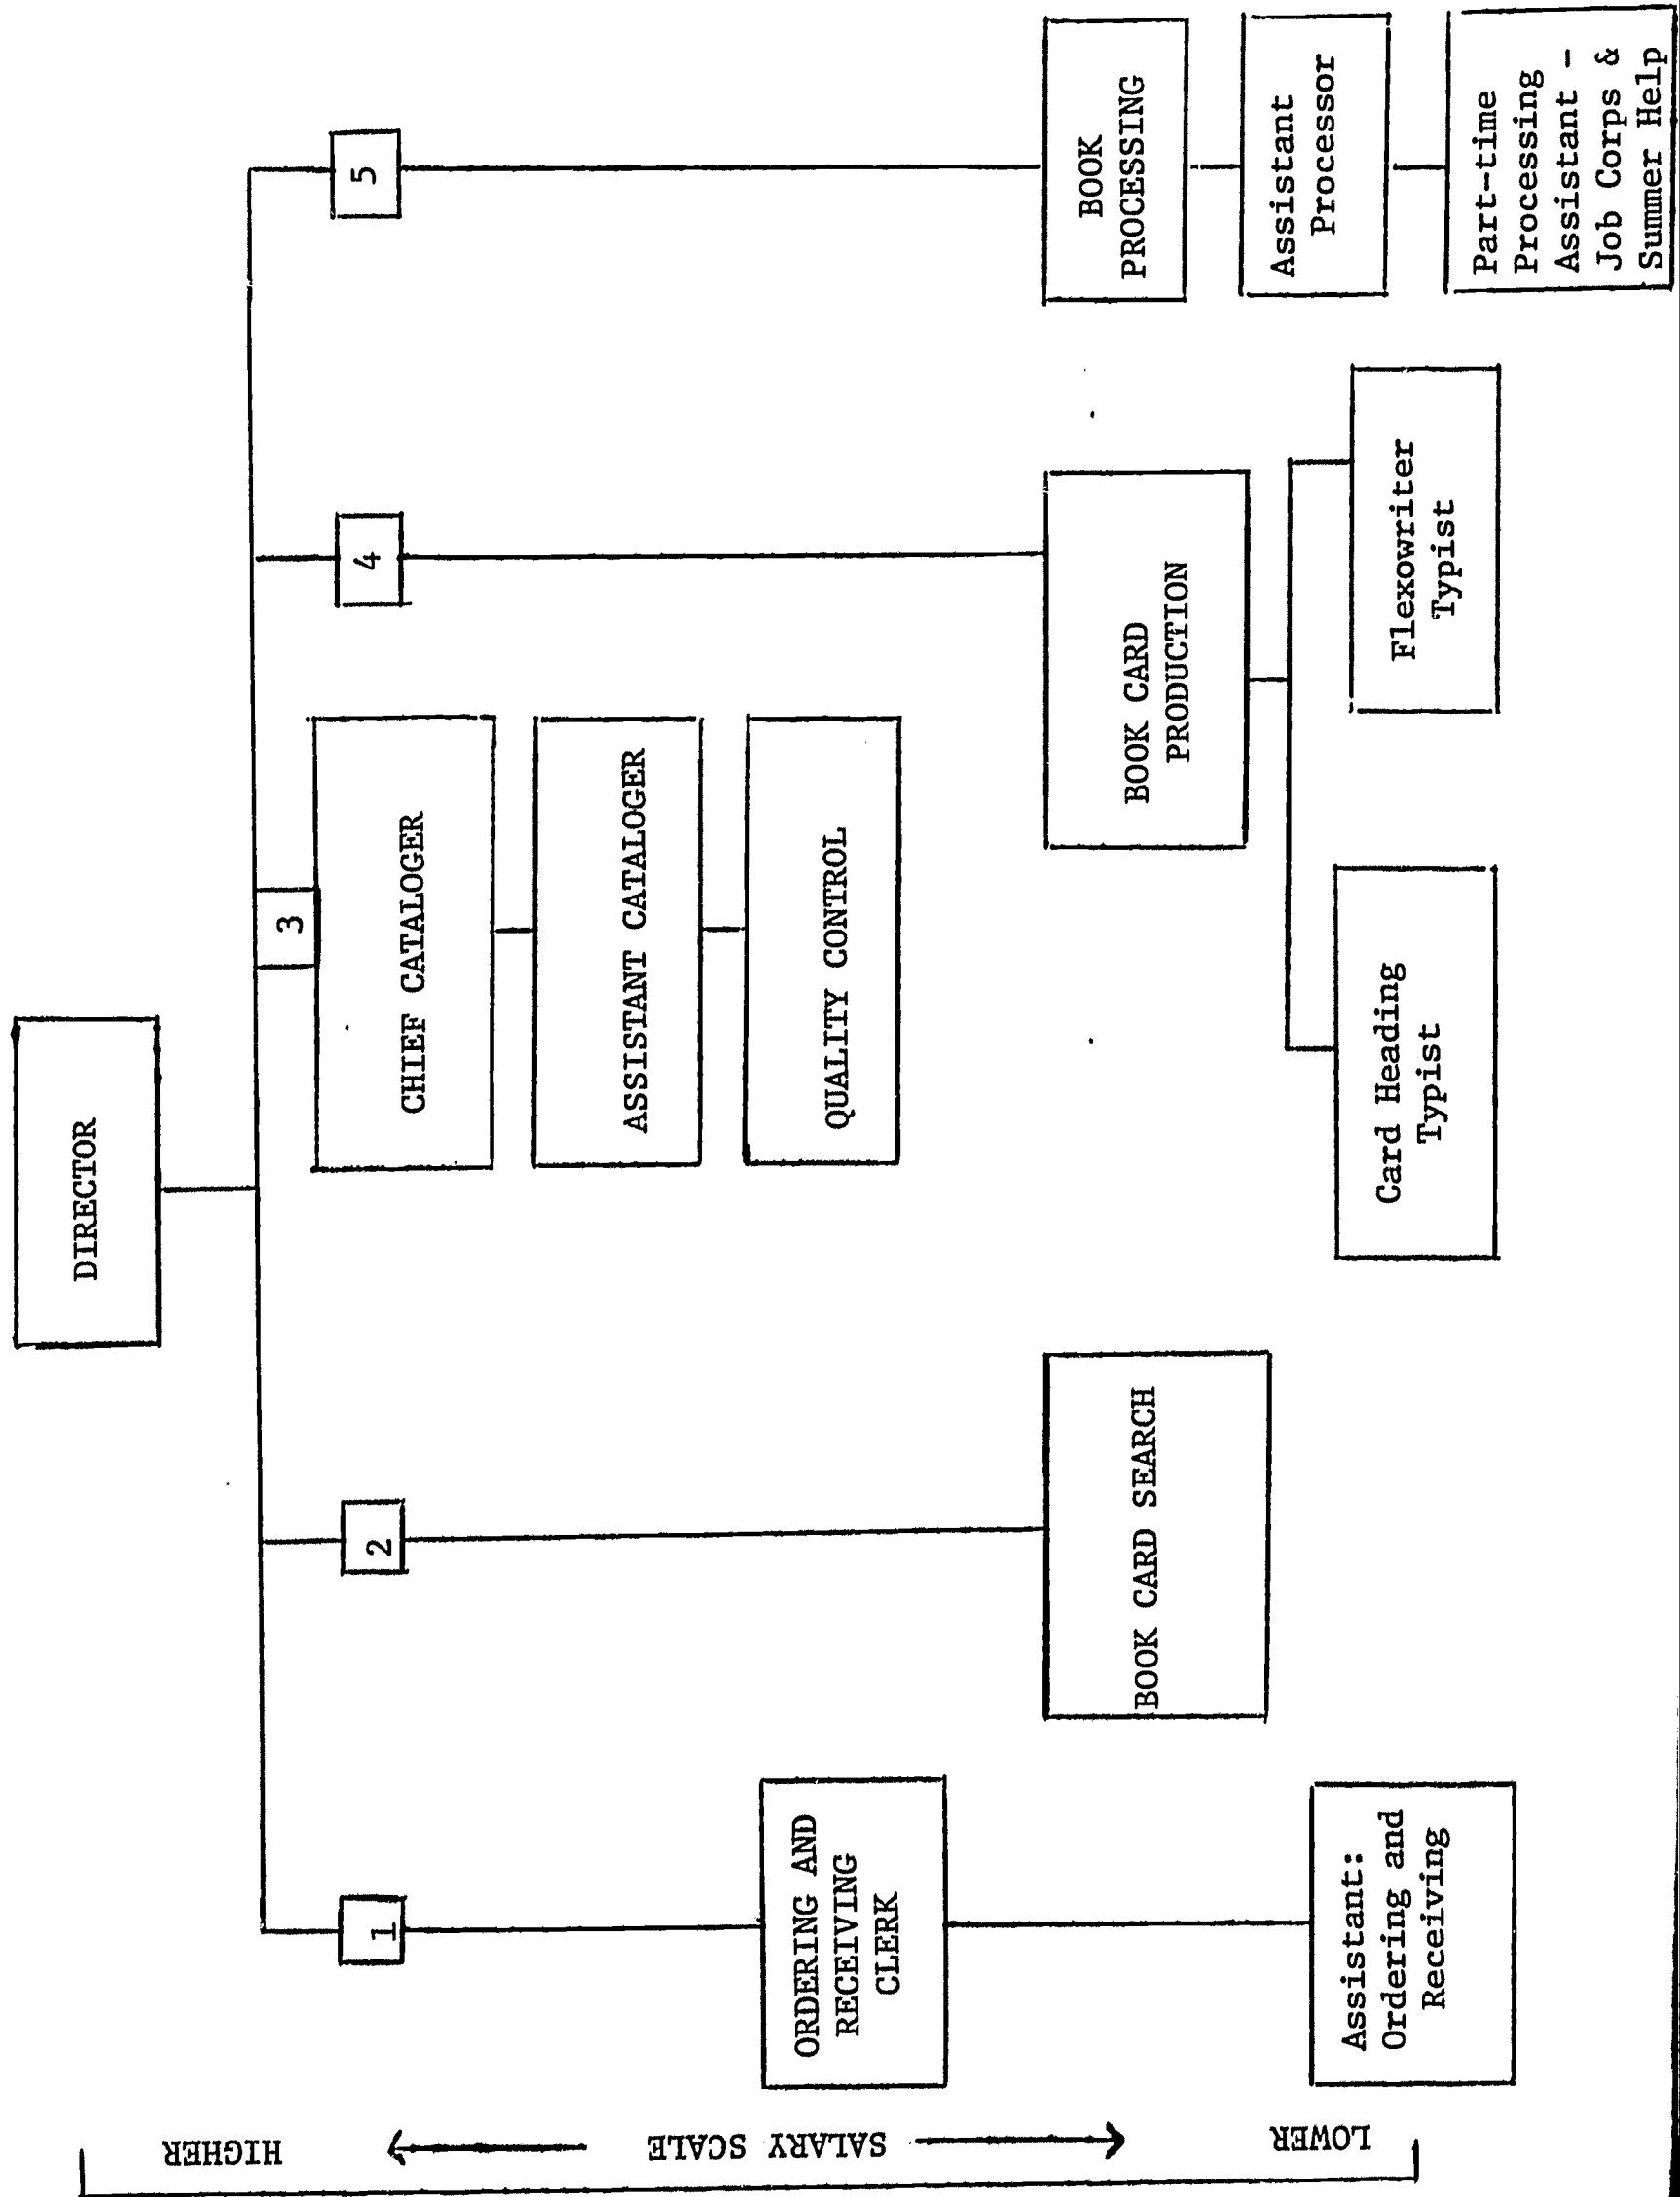 DIRECTOR
1
2
3
4
5
CHIEF CATALOGER
ASSISTANT CATALOGER
QUALITY CONTROL
ORDERING AND
RECEIVING
CLERK
BOOK CARD SEARCH
BOOK CARD
PRODUCTION
BOOK
PROCESSING
Assistant:
Ordering and
Receiving
Card Heading
Typist
Flexowriter
Typist
Assistant
Processor
Part-time
Processing
Assistant -
Job Corps &
Summer Help
HIGHER
SALARY SCALE
LOWER